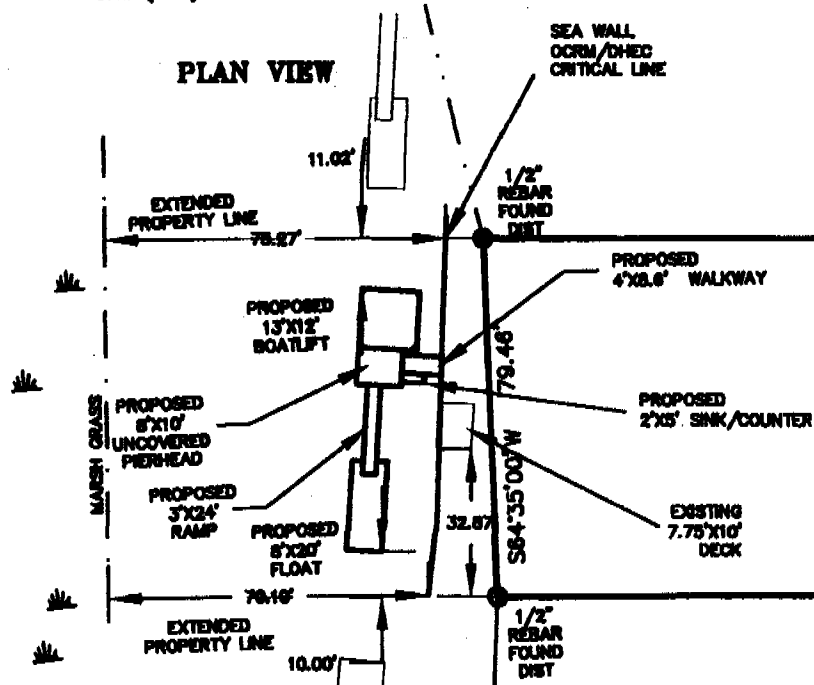 PLAN VIEW
SEA WALL
OCRM/DHEC
CRITICAL LINE
11.02'
1/2"
REBAR
FOUND
DIST
EXTENDED
PROPERTY LINE
PROPOSED
4'X8.6' WALKWAY
PROPOSED
13'X12'
BOATLIFT
79.46'
S64°35'00"W
PROPOSED
2'X5' SINK/COUNTER
MARSH GRASS
PROPOSED
8'X10'
UNCOVERED
PIERHEAD
PROPOSED
3'X24'
RAMP
PROPOSED
8'X20'
FLOAT
32.87'
EXISTING
7.75'X10'
DECK
EXTENDED
PROPERTY LINE
10.00'
1/2"
REBAR
FOUND
DIST